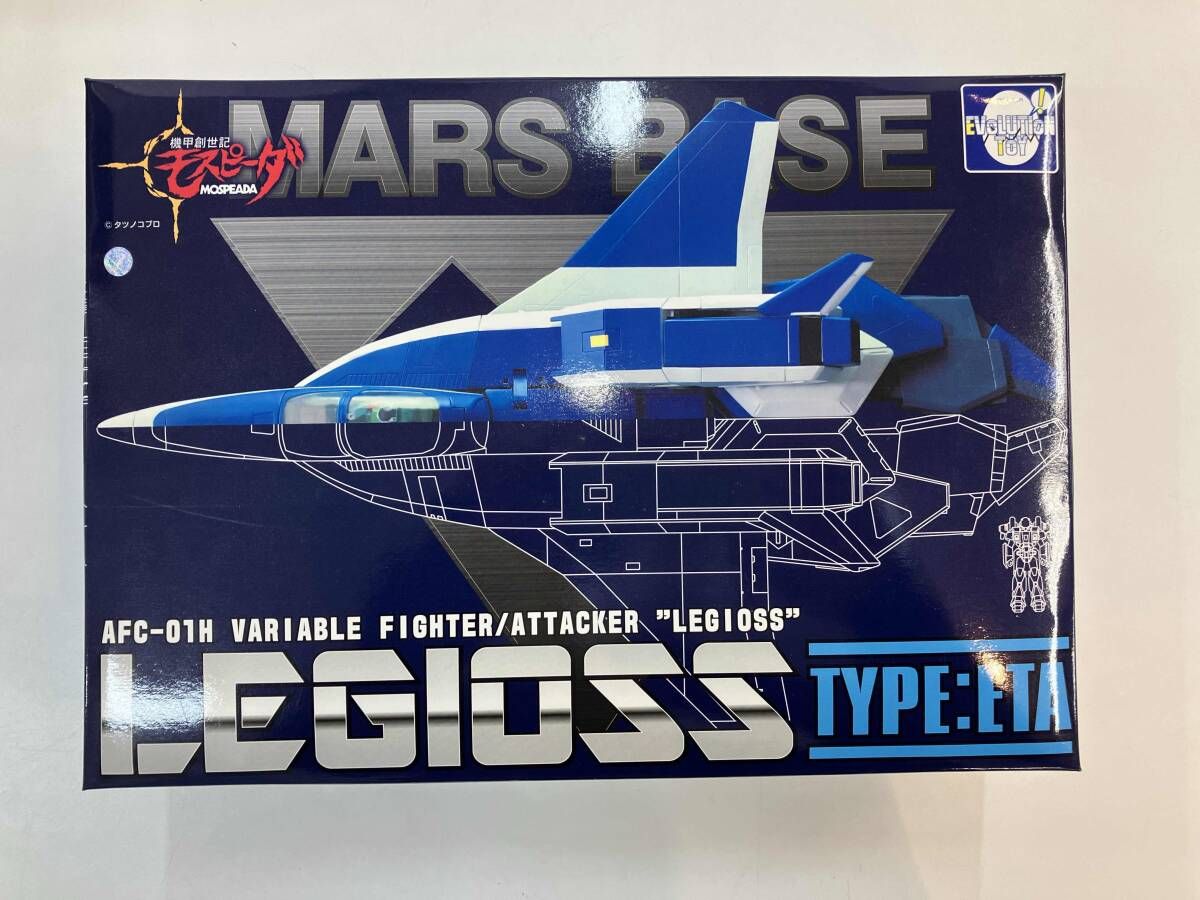 MARS BASE
機甲創世記
モスピーダ
MOSPEADA
©タツノコプロ
EVOLUTION
TOY
AFC-01H VARIABLE FIGHTER/ATTACKER "LEGIOSS"
LEGIOSS
TYPE:ETA